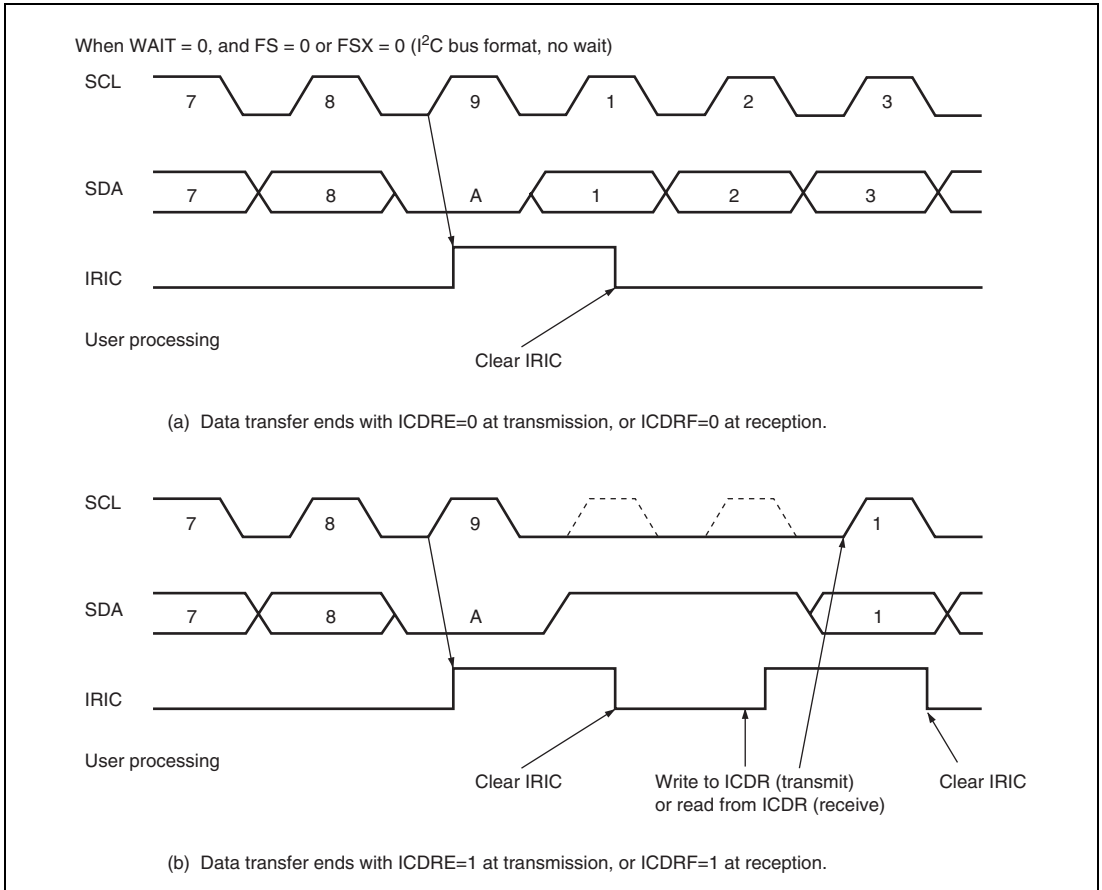 When WAIT = 0, and FS = 0 or FSX = 0 (I²C bus format, no wait)
SCL
7 8 9 1 2 3
SDA
7 8 A 1 2 3
IRIC
User processing
Clear IRIC
(a) Data transfer ends with ICDRE=0 at transmission, or ICDRF=0 at reception.
SCL
7 8 9 1
SDA
7 8 A 1
IRIC
User processing
Clear IRIC
Write to ICDR (transmit)
or read from ICDR (receive)
Clear IRIC
(b) Data transfer ends with ICDRE=1 at transmission, or ICDRF=1 at reception.